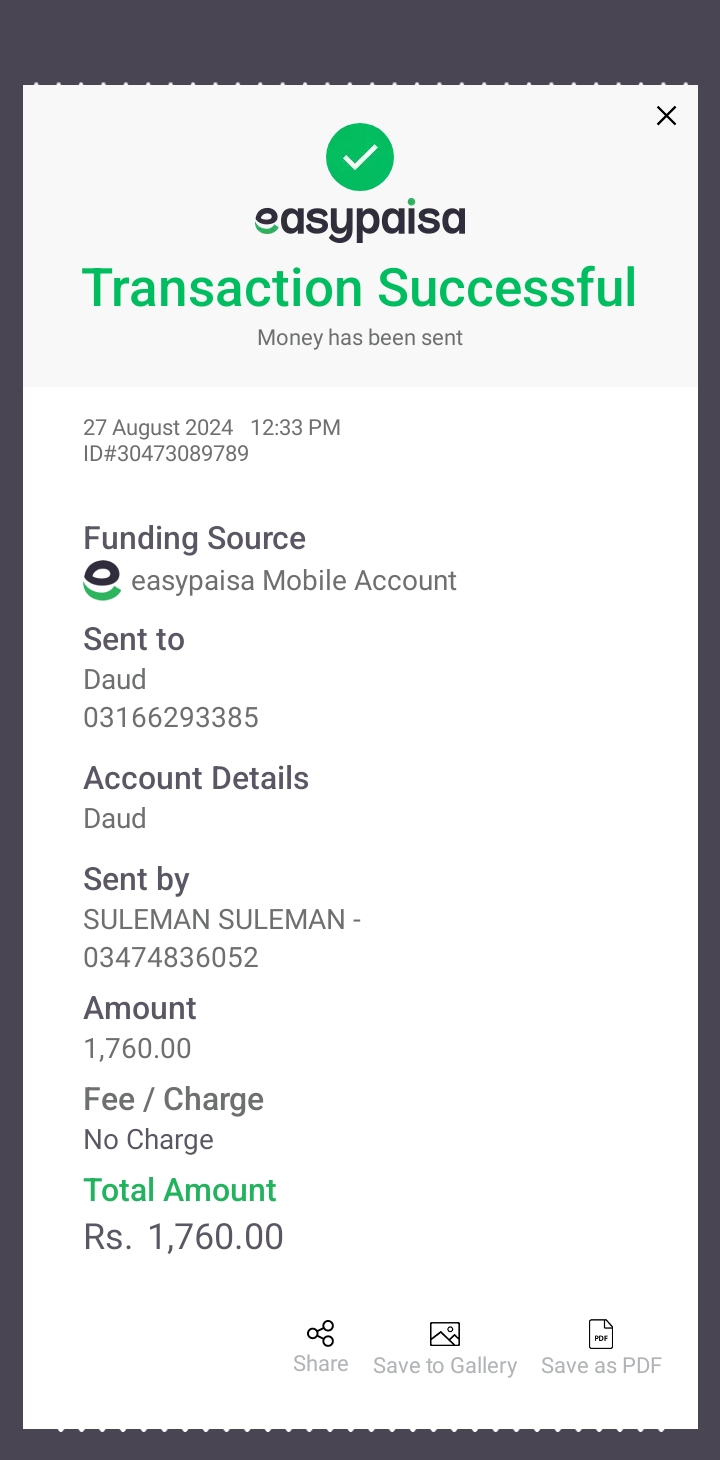 easypaisa
Transaction Successful
Money has been sent
27 August 2024 12:33 PM
ID#30473089789
Funding Source
easypaisa Mobile Account
Sent to
Daud
03166293385
Account Details
Daud
Sent by
SULEMAN SULEMAN -
03474836052
Amount
1,760.00
Fee / Charge
No Charge
Total Amount
Rs. 1,760.00
PDF
Share
Save to Gallery
Save as PDF